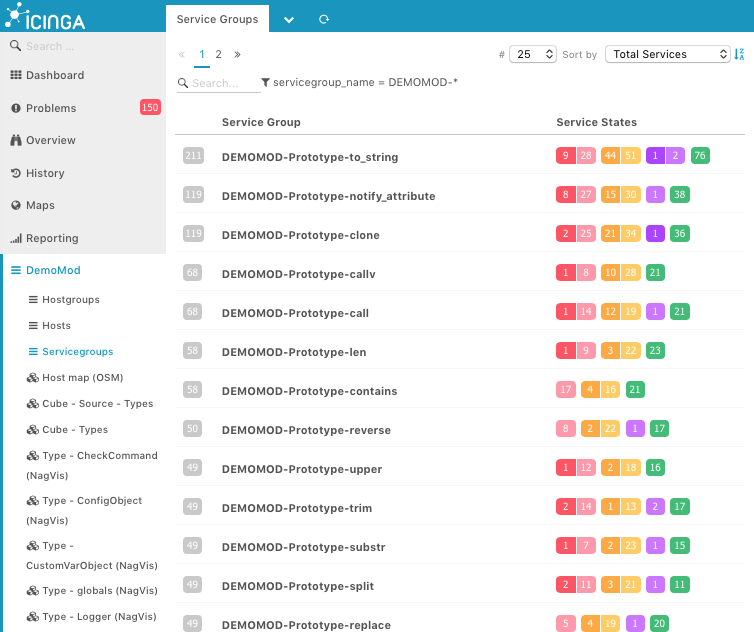 iCiNGA
Search ...
Dashboard
Problems 150
Overview
History
Maps
Reporting
DemoMod
Hostgroups
Hosts
Servicegroups
Host map (OSM)
Cube - Source - Types
Cube - Types
Type - CheckCommand
(NagVis)
Type - ConfigObject
(NagVis)
Type -
CustomVarObject (NagVis)
Type - globals (NagVis)
Type - Logger (NagVis)
Service Groups
« 1 2 »
# 25 Sort by Total Services
Search...
servicegroup_name = DEMOMOD-*
Service Group Service States
211 DEMOMOD-Prototype-to_string 9 28 44 51 1 2 76
119 DEMOMOD-Prototype-notify_attribute 8 27 15 30 1 38
119 DEMOMOD-Prototype-clone 2 25 21 34 1 36
68 DEMOMOD-Prototype-callv 1 8 10 28 21
68 DEMOMOD-Prototype-call 1 14 12 19 1 21
58 DEMOMOD-Prototype-len 1 9 3 22 23
58 DEMOMOD-Prototype-contains 17 4 16 21
50 DEMOMOD-Prototype-reverse 8 2 22 1 17
49 DEMOMOD-Prototype-upper 1 12 2 18 16
49 DEMOMOD-Prototype-trim 2 14 1 13 2 17
49 DEMOMOD-Prototype-substr 1 7 2 23 1 15
49 DEMOMOD-Prototype-split 2 11 3 21 1 11
49 DEMOMOD-Prototype-replace 5 4 19 1 20